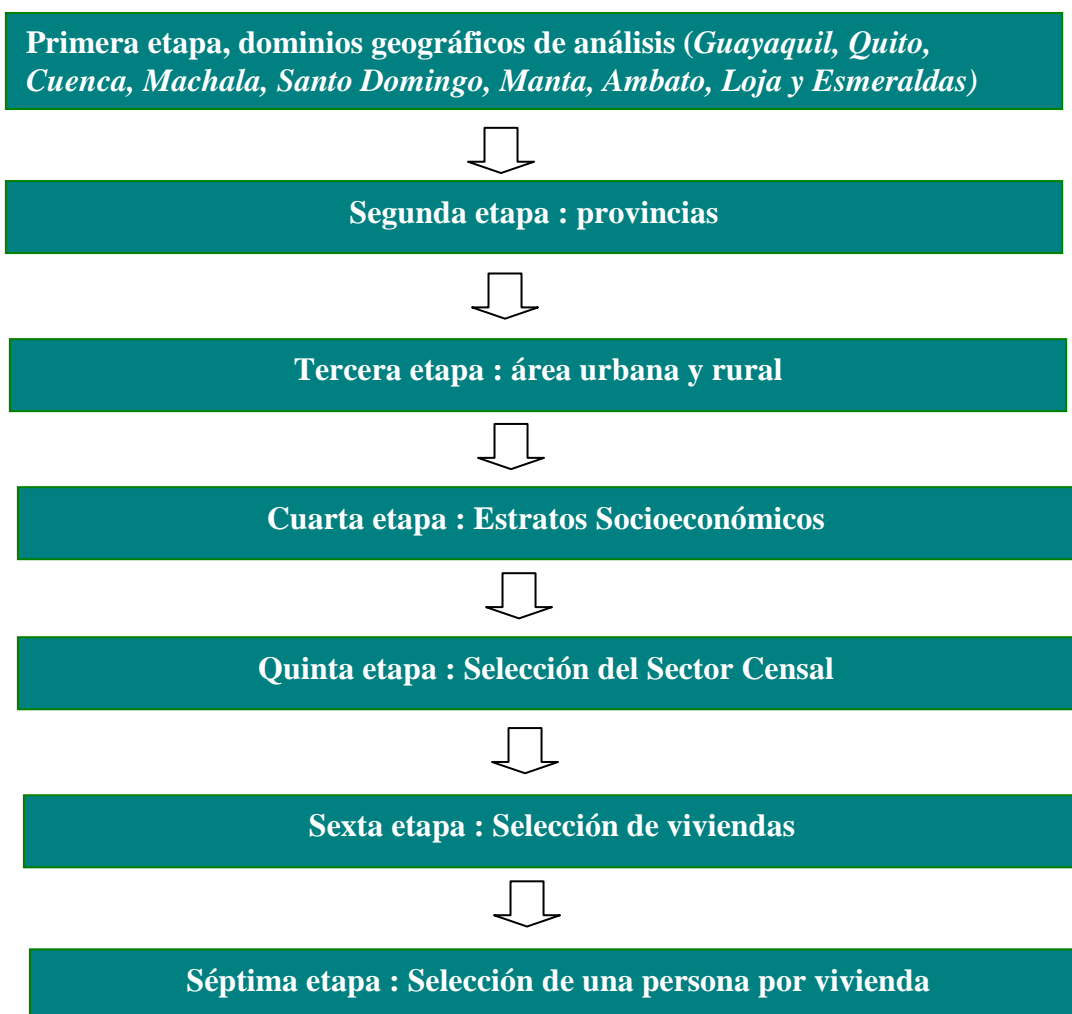 Primera etapa, dominios geográficos de análisis (Guayaquil, Quito,
Cuenca, Machala, Santo Domingo, Manta, Ambato, Loja y Esmeraldas)
Segunda etapa : provincias
Tercera etapa : área urbana y rural
Cuarta etapa : Estratos Socioeconómicos
Quinta etapa : Selección del Sector Censal
Sexta etapa : Selección de viviendas
Séptima etapa : Selección de una persona por vivienda